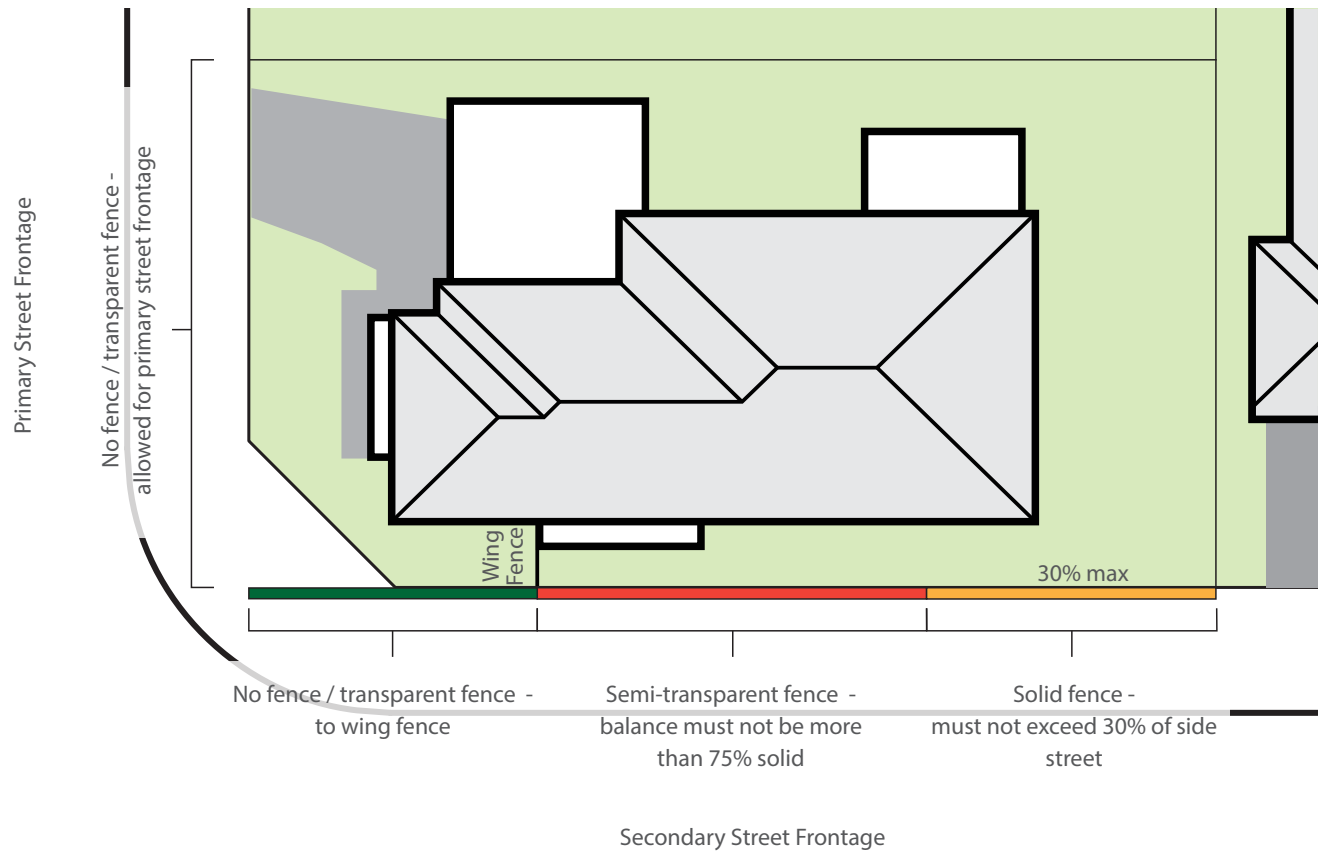 Primary Street Frontage
No fence / transparent fence -
allowed for primary street frontage
Wing
Fence
30% max
No fence / transparent fence -
to wing fence
Semi-transparent fence -
balance must not be more
than 75% solid
Solid fence -
must not exceed 30% of side
street
Secondary Street Frontage